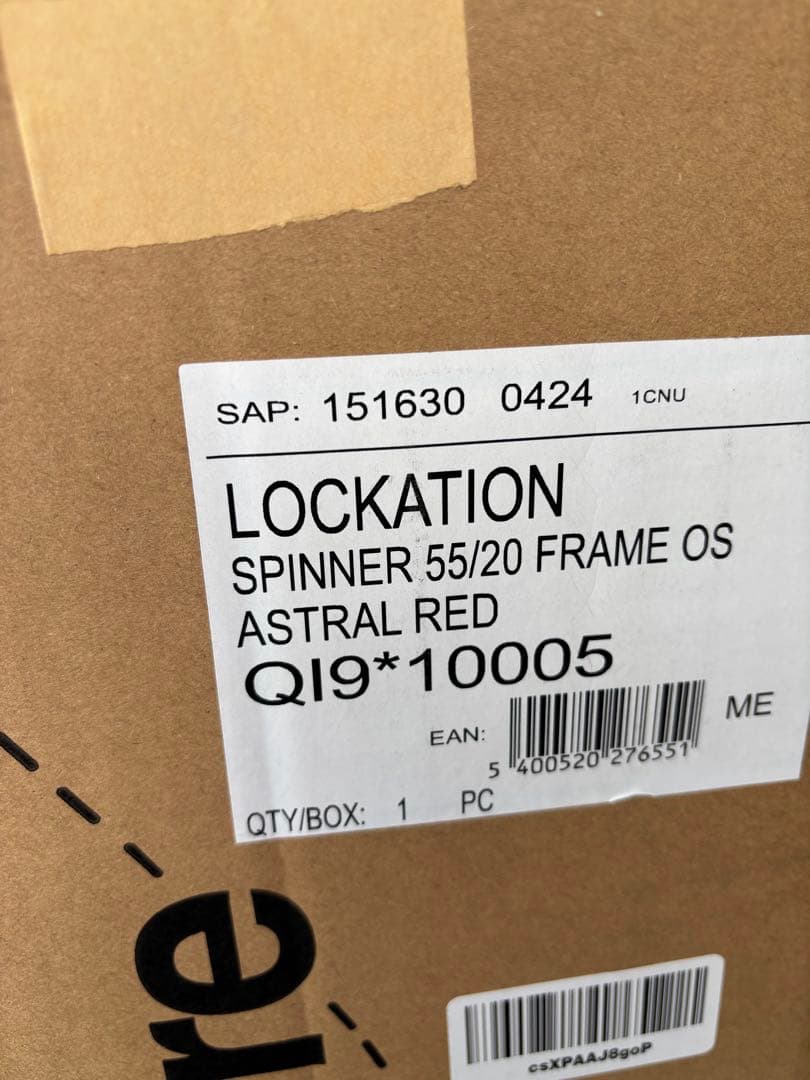 SAP: 151630 0424 1CNU
LOCKATION
SPINNER 55/20 FRAME OS
ASTRAL RED
QI9*10005
EAN:
ME
5 400520 276551
QTY/BOX: 1 PC
re
csXPAAJ8goP